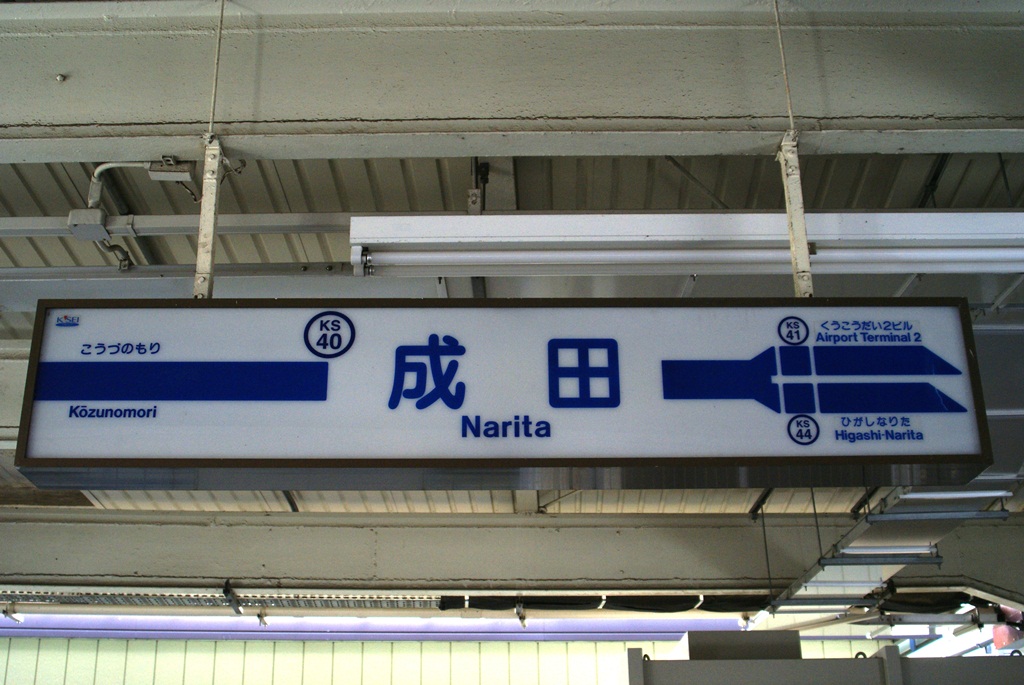 KSEI
こうづのもり
Kōzunomori
KS
40
成田
Narita
KS
41
くうこうだい2ビル
Airport Terminal 2
KS
44
ひがしなりた
Higashi-Narita